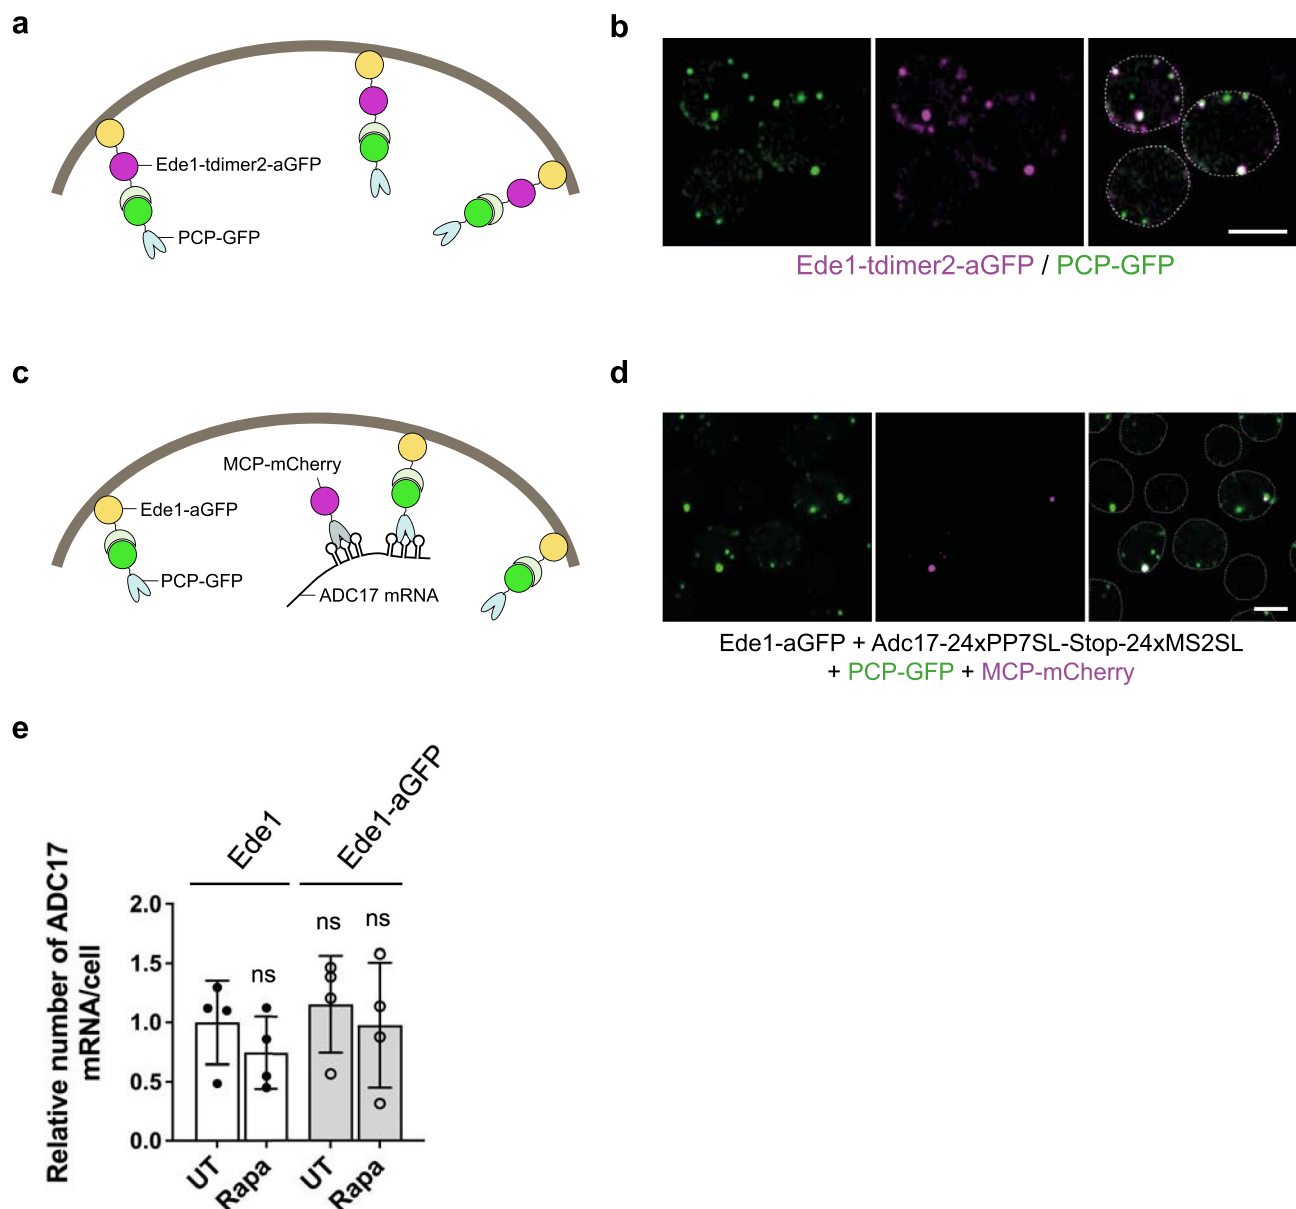 a
Ede1-tdimer2-aGFP
PCP-GFP
b
Ede1-tdimer2-aGFP / PCP-GFP
c
MCP-mCherry
Ede1-aGFP
PCP-GFP
ADC17 mRNA
d
Ede1-aGFP + Adc17-24xPP7SL-Stop-24xMS2SL
+ PCP-GFP + MCP-mCherry
e
Ede1
Ede1-aGFP
Relative number of ADC17
mRNA/cell
2.0
1.5
1.0
0.5
0.0
ns
ns
ns
UT
Rapa
UT
Rapa